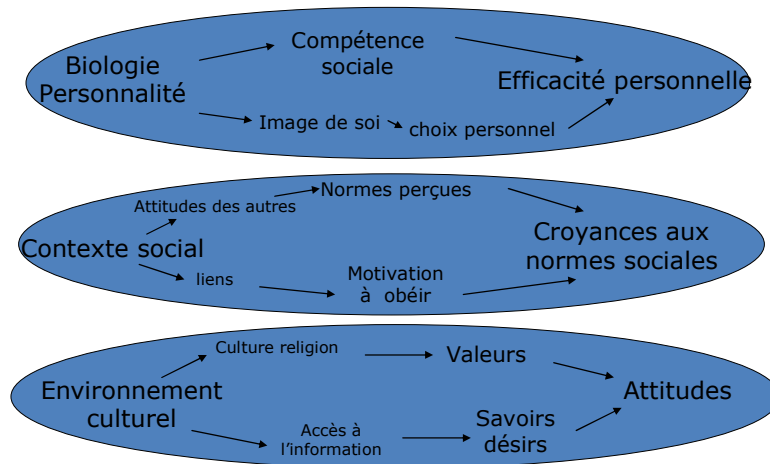 Compétence
sociale
Biologie
Personnalité
Efficacité personnelle
Image de soi
choix personnel
Normes perçues
Attitudes des autres
Contexte social
Croyances aux
normes sociales
liens
Motivation
à obéir
Culture religion
Valeurs
Environnement
culturel
Attitudes
Accès à
l'information
Savoirs
désirs